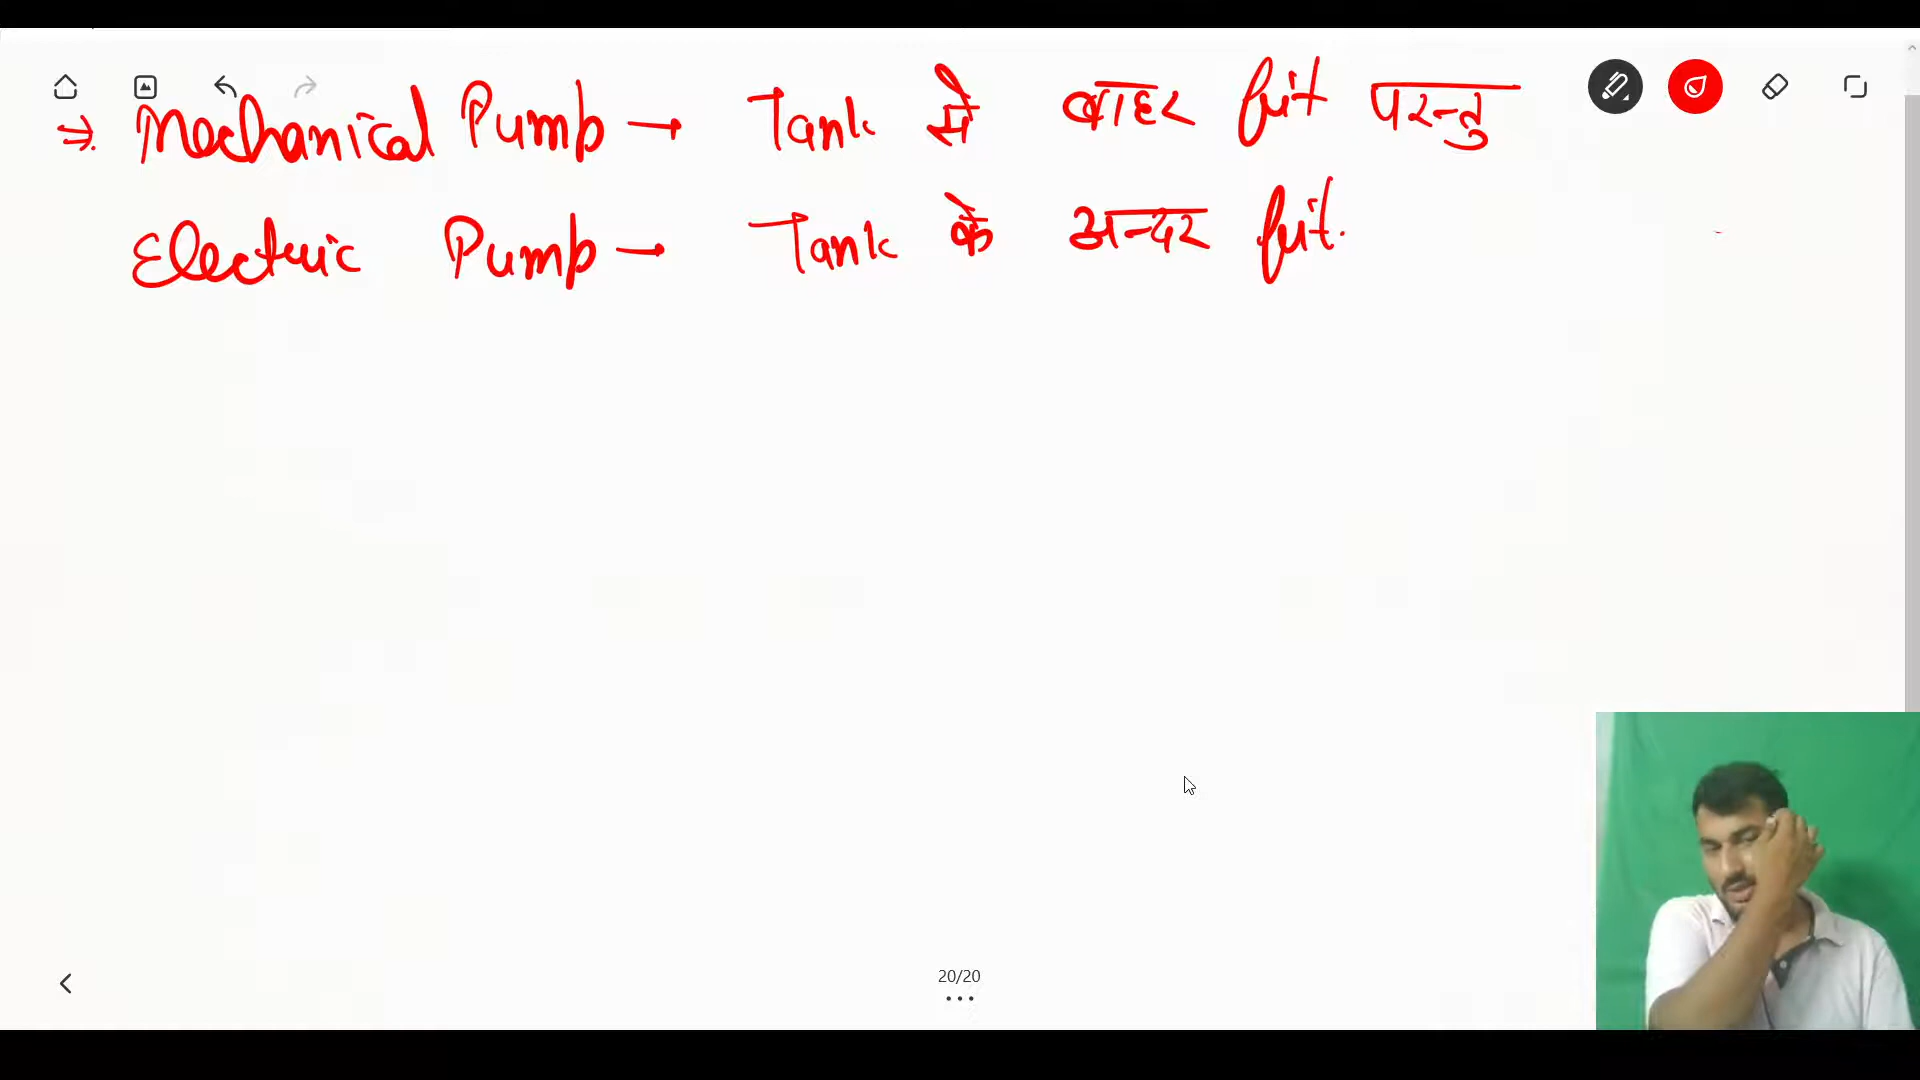 → Mechanical Pump → Tank से बाहर fit परन्तु
Electric Pump → Tank के अन्दर fit.
20/20